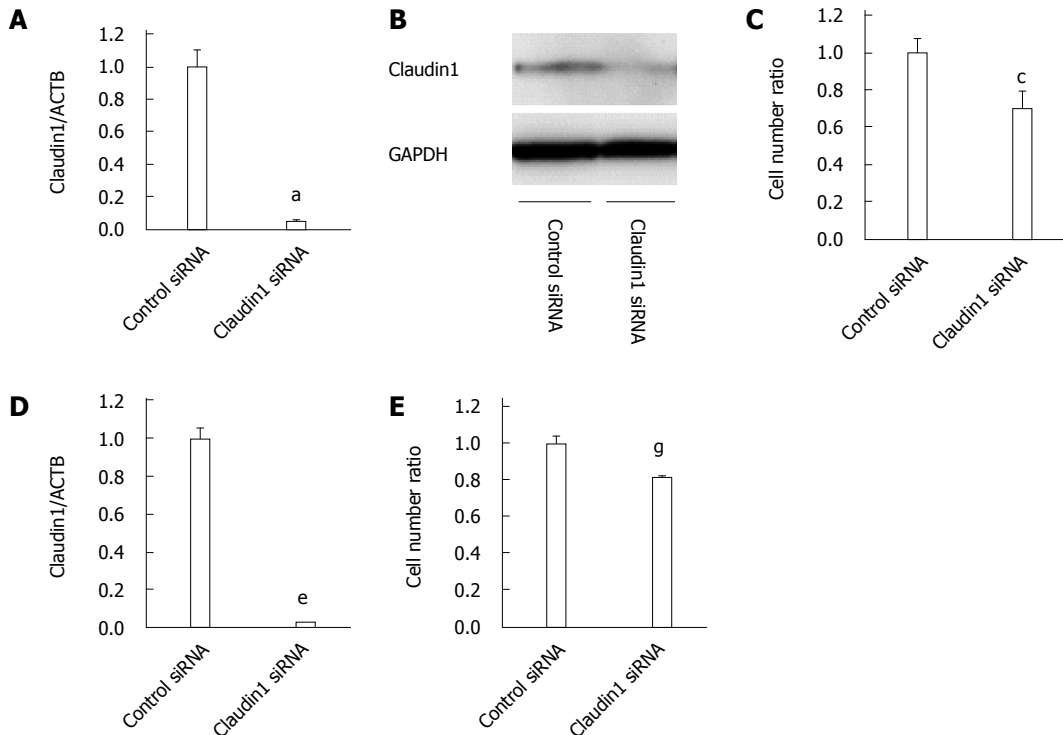 A
Claudin1/ACTB
1.2
1.0
0.8
0.6
0.4
0.2
0.0
a
Control siRNA
Claudin1 siRNA
B
Claudin1
GAPDH
Control siRNA
Claudin1 siRNA
C
Cell number ratio
1.2
1.0
0.8
0.6
0.4
0.2
0.0
c
Control siRNA
Claudin1 siRNA
D
Claudin1/ACTB
1.2
1.0
0.8
0.6
0.4
0.2
0.0
e
Control siRNA
Claudin1 siRNA
E
Cell number ratio
1.2
1.0
0.8
0.6
0.4
0.2
0.0
g
Control siRNA
Claudin1 siRNA